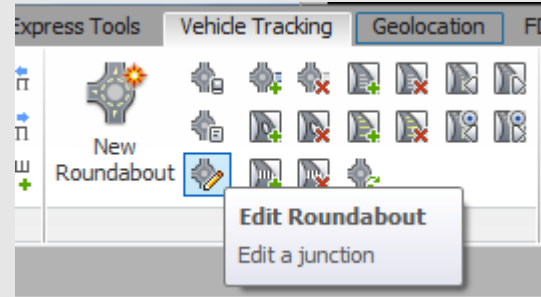 Express Tools Vehicle Tracking Geolocation
New
Roundabout
Edit Roundabout
Edit a junction